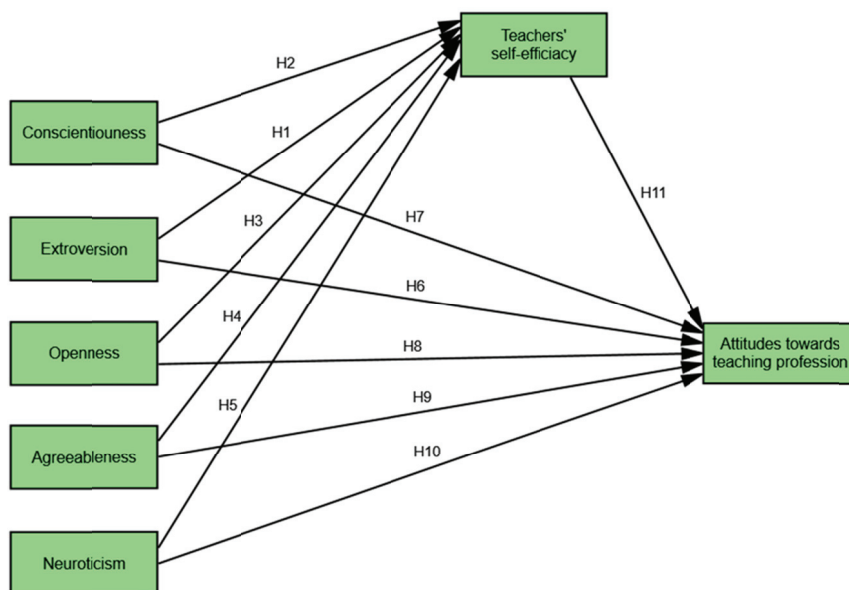 Teachers'
self-efficiacy
H2
Conscientiouness
H1
H3
H7
H11
Extroversion
H6
H4
Openness
H8
Attitudes towards
teaching profession
H5
H9
Agreeableness
H10
Neuroticism